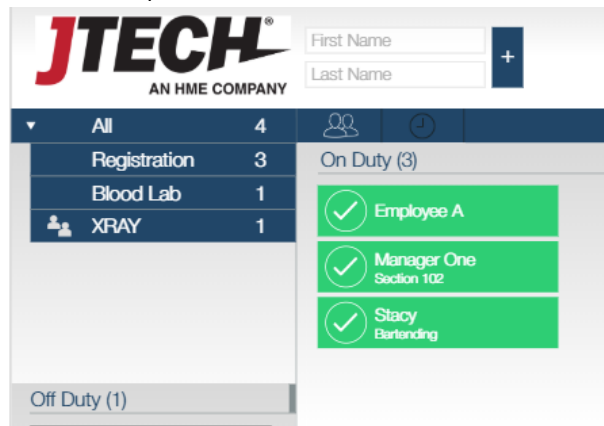 JTECH®
AN HME COMPANY
First Name
Last Name
+
All 4
Registration 3
Blood Lab 1
XRAY 1
Off Duty (1)
On Duty (3)
Employee A
Manager One
Section 102
Stacy
Bartending